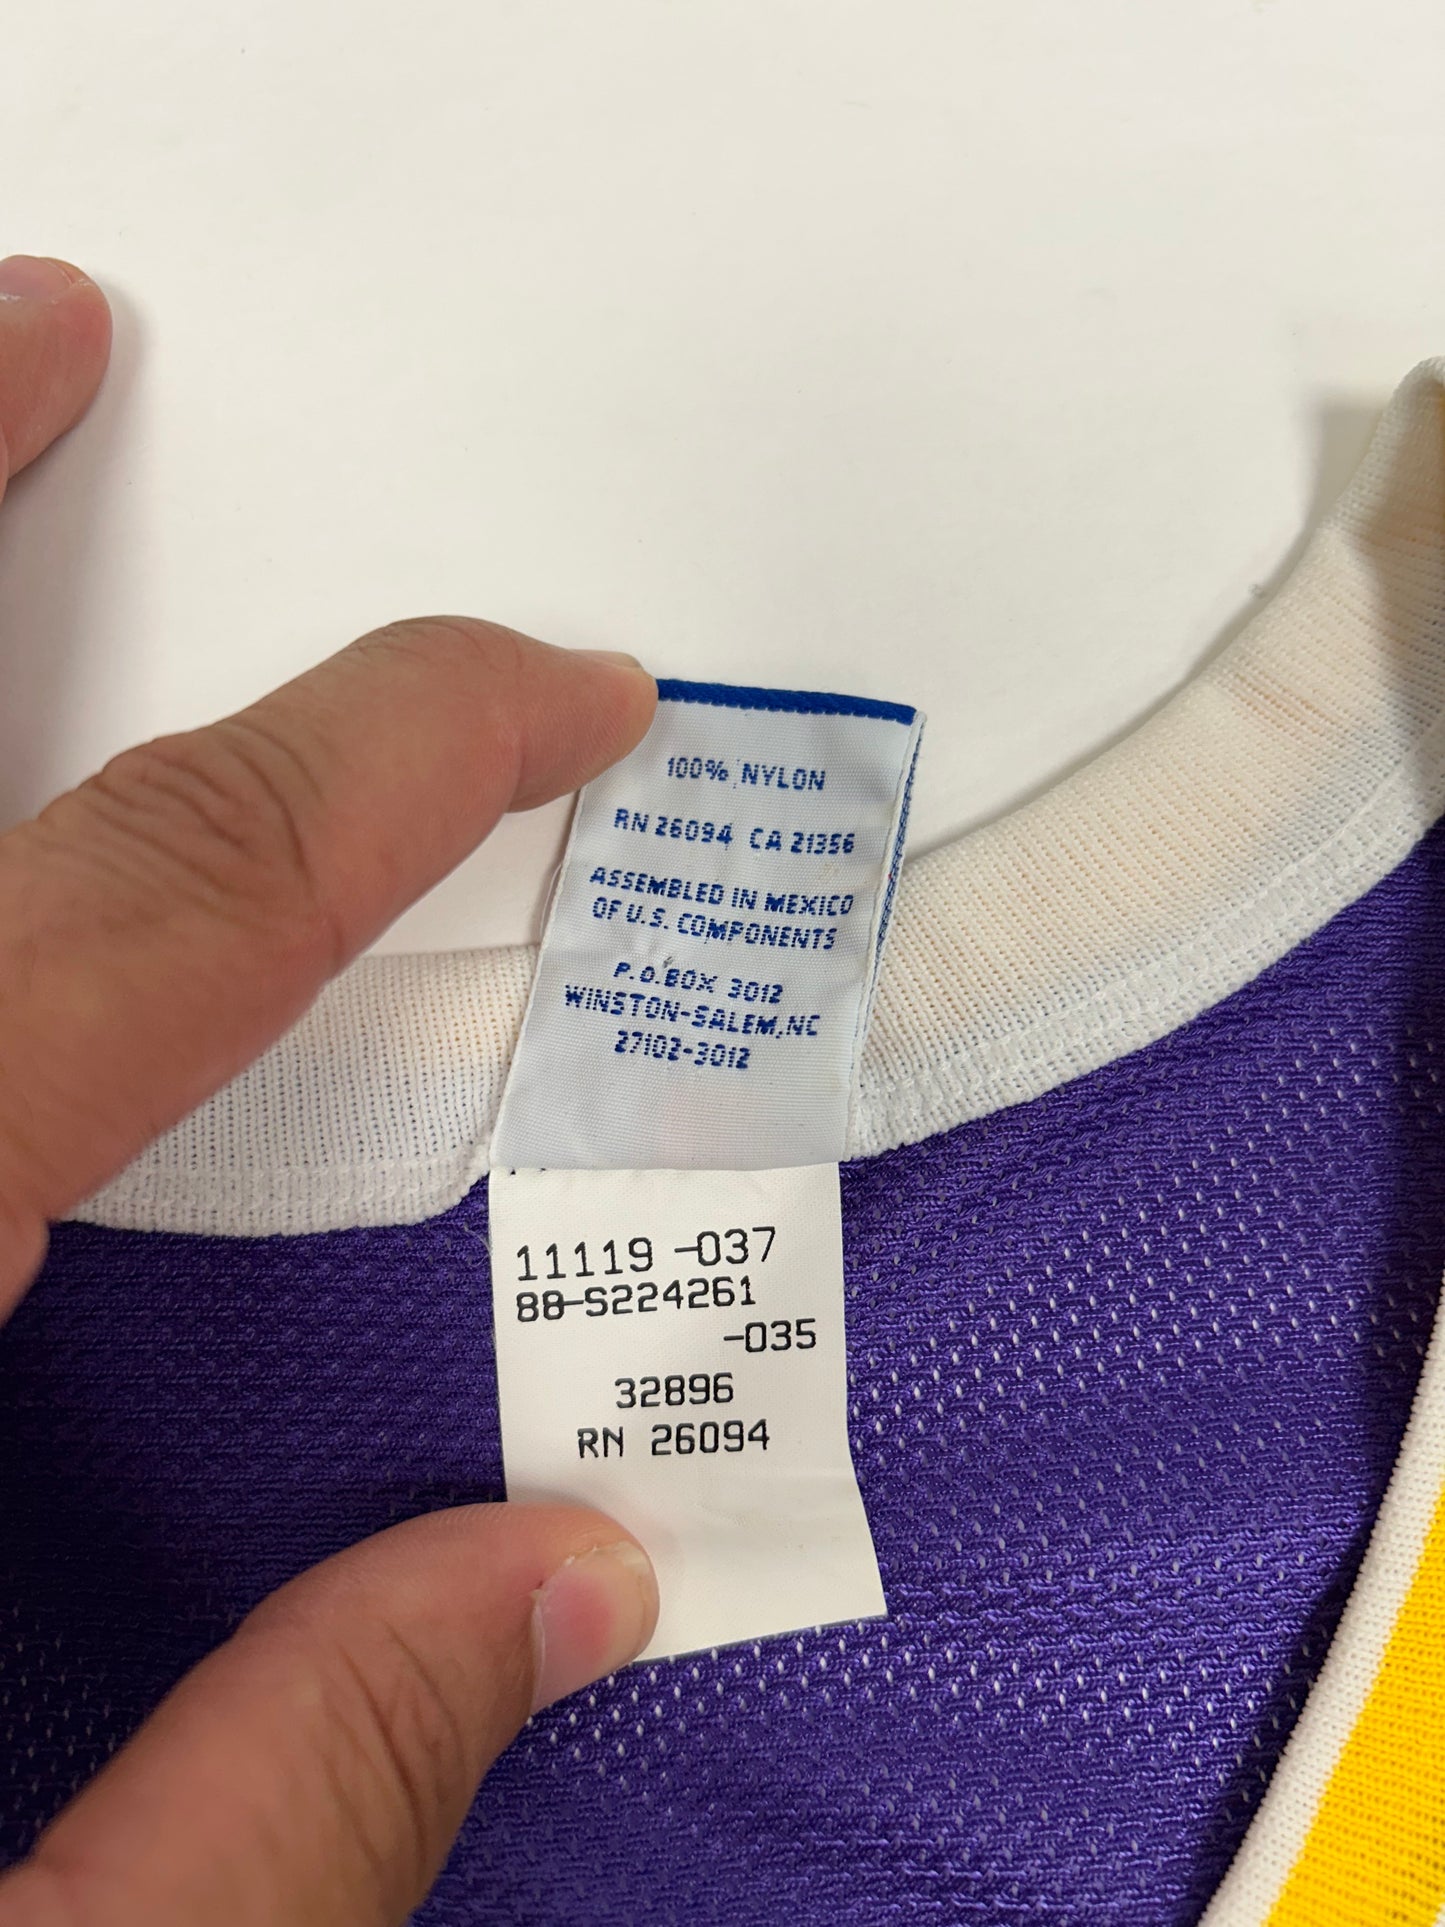 100% NYLON
RN 26094 CA 21356
ASSEMBLED IN MEXICO
OF U.S. COMPONENTS
P.O.BOX 3012
WINSTON-SALEM, NC
27102-3012
11119 -037
88-S224261
-035
32896
RN 26094